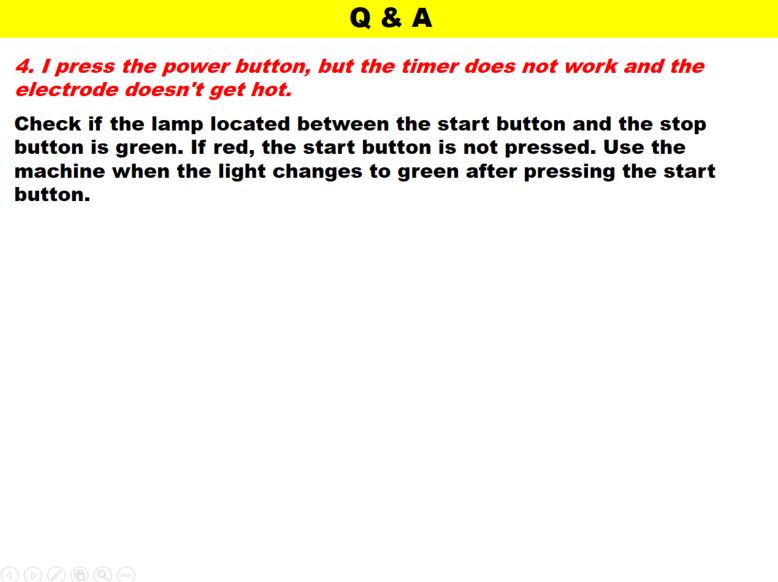 Q & A
4. I press the power button, but the timer does not work and the
electrode doesn't get hot.
Check if the lamp located between the start button and the stop
button is green. If red, the start button is not pressed. Use the
machine when the light changes to green after pressing the start
button.